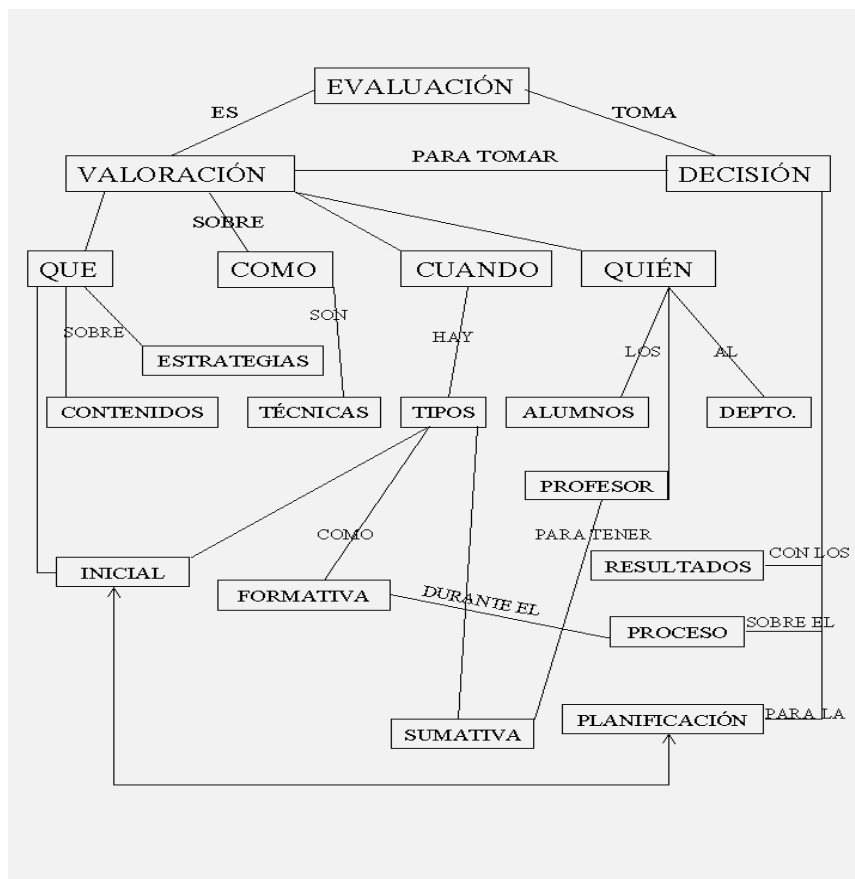 EVALUACIÓN
ES
TOMA
PARA TOMAR
VALORACIÓN
DECISIÓN
SOBRE
QUE
COMO
CUANDO
QUIÉN
SON
SOBRE
HAY
LOS
AL
ESTRATEGIAS
CONTENIDOS
TÉCNICAS
TIPOS
ALUMNOS
DEPTO.
PROFESOR
COMO
PARA TENER
CON LOS
INICIAL
RESULTADOS
FORMATIVA
DURANTE EL
SOBRE EL
PROCESO
PARA LA
PLANIFICACIÓN
SUMATIVA